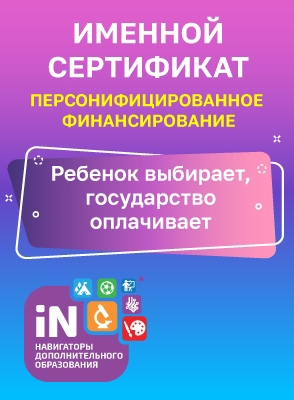 ИМЕННОЙ
СЕРТИФИКАТ
ПЕРСОНИФИЦИРОВАННОЕ
ФИНАНСИРОВАНИЕ
Ребенок выбирает,
государство
оплачивает
iN
НАВИГАТОРЫ
ДОПОЛНИТЕЛЬНОГО
ОБРАЗОВАНИЯ